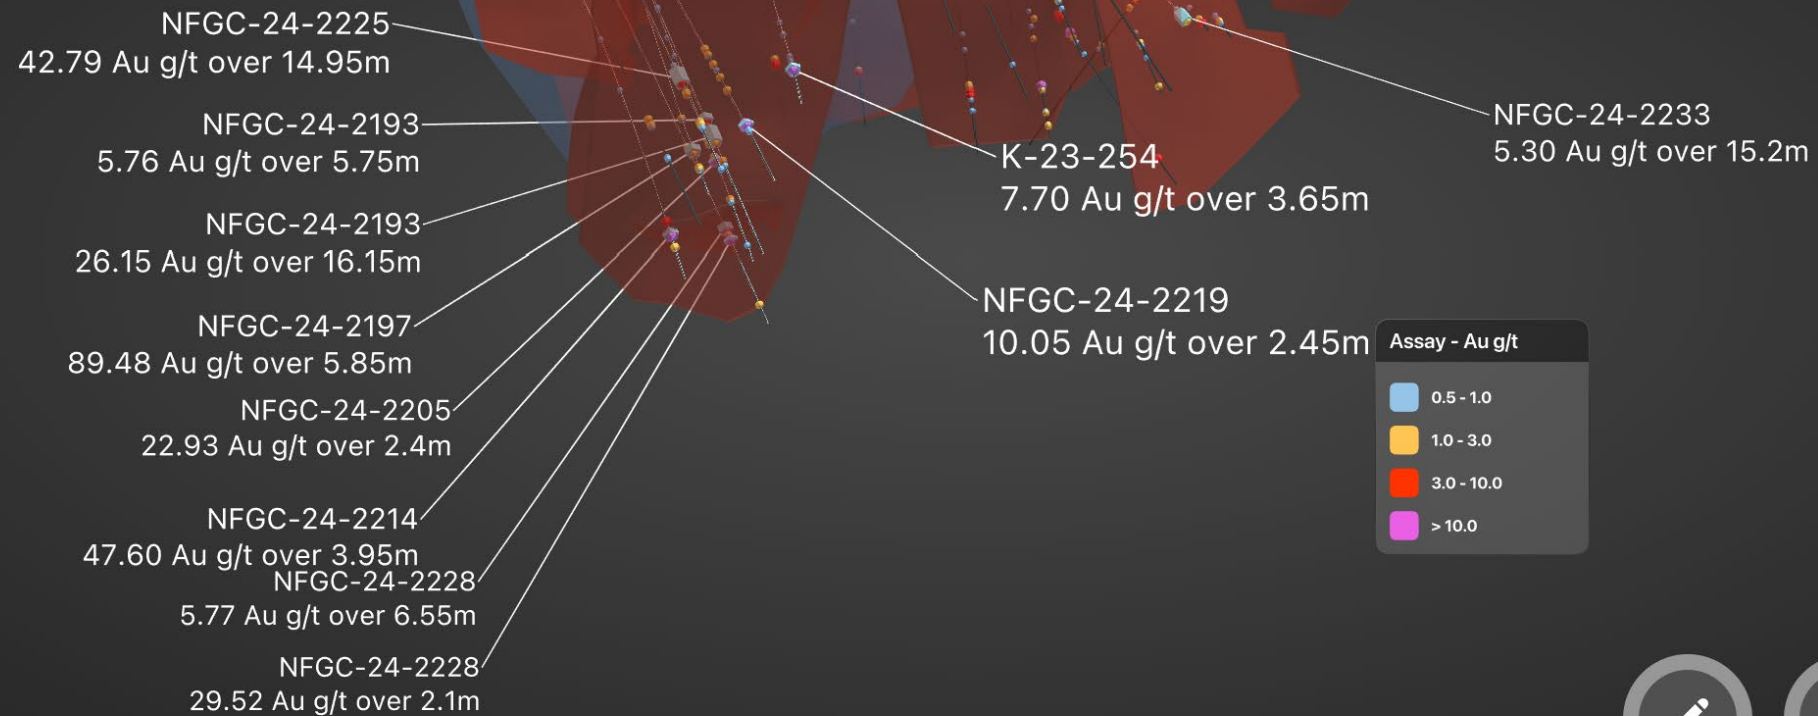 NFGC-24-2225
42.79 Au g/t over 14.95m
NFGC-24-2193
5.76 Au g/t over 5.75m
NFGC-24-2193
26.15 Au g/t over 16.15m
NFGC-24-2197
89.48 Au g/t over 5.85m
NFGC-24-2205
22.93 Au g/t over 2.4m
NFGC-24-2214
47.60 Au g/t over 3.95m
NFGC-24-2228
5.77 Au g/t over 6.55m
NFGC-24-2228
29.52 Au g/t over 2.1m
K-23-254
7.70 Au g/t over 3.65m
NFGC-24-2219
10.05 Au g/t over 2.45m
NFGC-24-2233
5.30 Au g/t over 15.2m
Assay - Au g/t
0.5 - 1.0
1.0 - 3.0
3.0 - 10.0
> 10.0